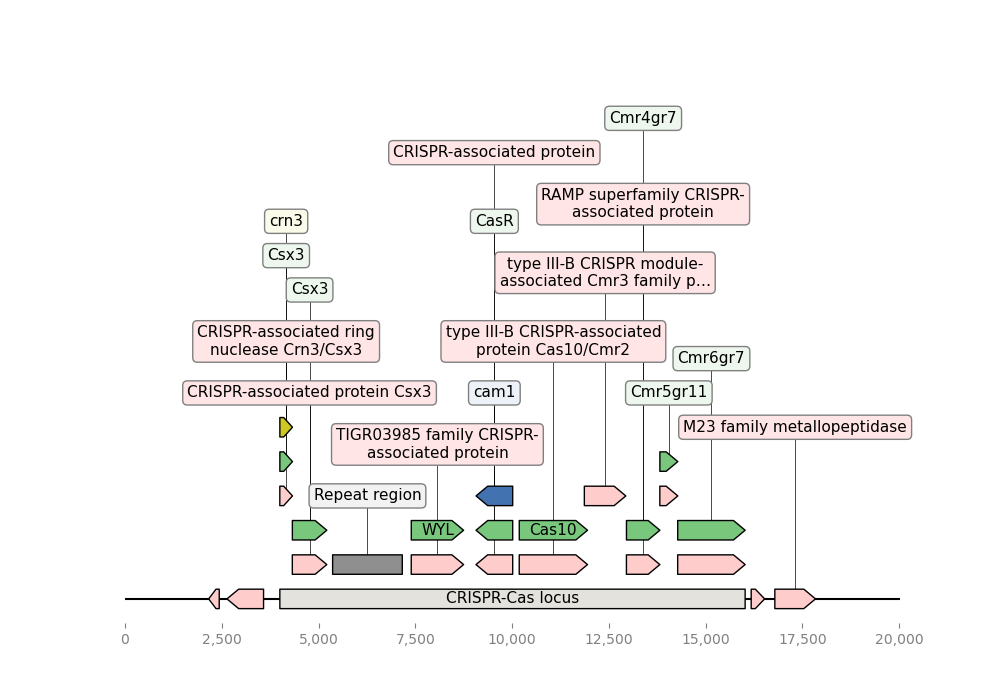 Cmr4gr7
CRISPR-associated protein
RAMP superfamily CRISPR-
associated protein
crn3
CasR
Csx3
type III-B CRISPR module-
associated Cmr3 family p...
Csx3
CRISPR-associated ring
nuclease Crn3/Csx3
type III-B CRISPR-associated
protein Cas10/Cmr2
Cmr6gr7
CRISPR-associated protein Csx3
cam1
Cmr5gr11
M23 family metallopeptidase
TIGR03985 family CRISPR-
associated protein
Repeat region
WYL
Cas10
CRISPR-Cas locus
0 2,500 5,000 7,500 10,000 12,500 15,000 17,500 20,000